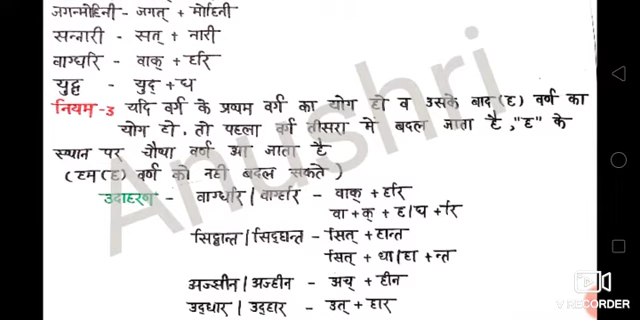 जगन्मोहिनी - जगत् + मोहिनी
सन्नारी - सत् + नारी
वाग्घरि - वाक् + हरि
युद्ध - युद् + ध
नियम-3 यदि वर्ग के प्रथम वर्ग का योग हो व उसके बाद (ह) वर्ण का
योग हो, तो पहला वर्ग तीसरा में बदल जाता है, "ह" के
स्थान पर चौथा वर्ण आ जाता है
(हम (ह) वर्ण को नही बदल सकते)
उदाहरण - वाग्घरि / वाग्हरि - वाक् + हरि
वा + क् + ह/घ + रि
सिद्धान्त / सिद्हान्त - सित् + हान्त
सित् + धा/हा + न्त
अज्झीन / अज्हीन - अच् + हीन
उद्धार / उद्हार - उत् + हार
Anushri
V RECORDER